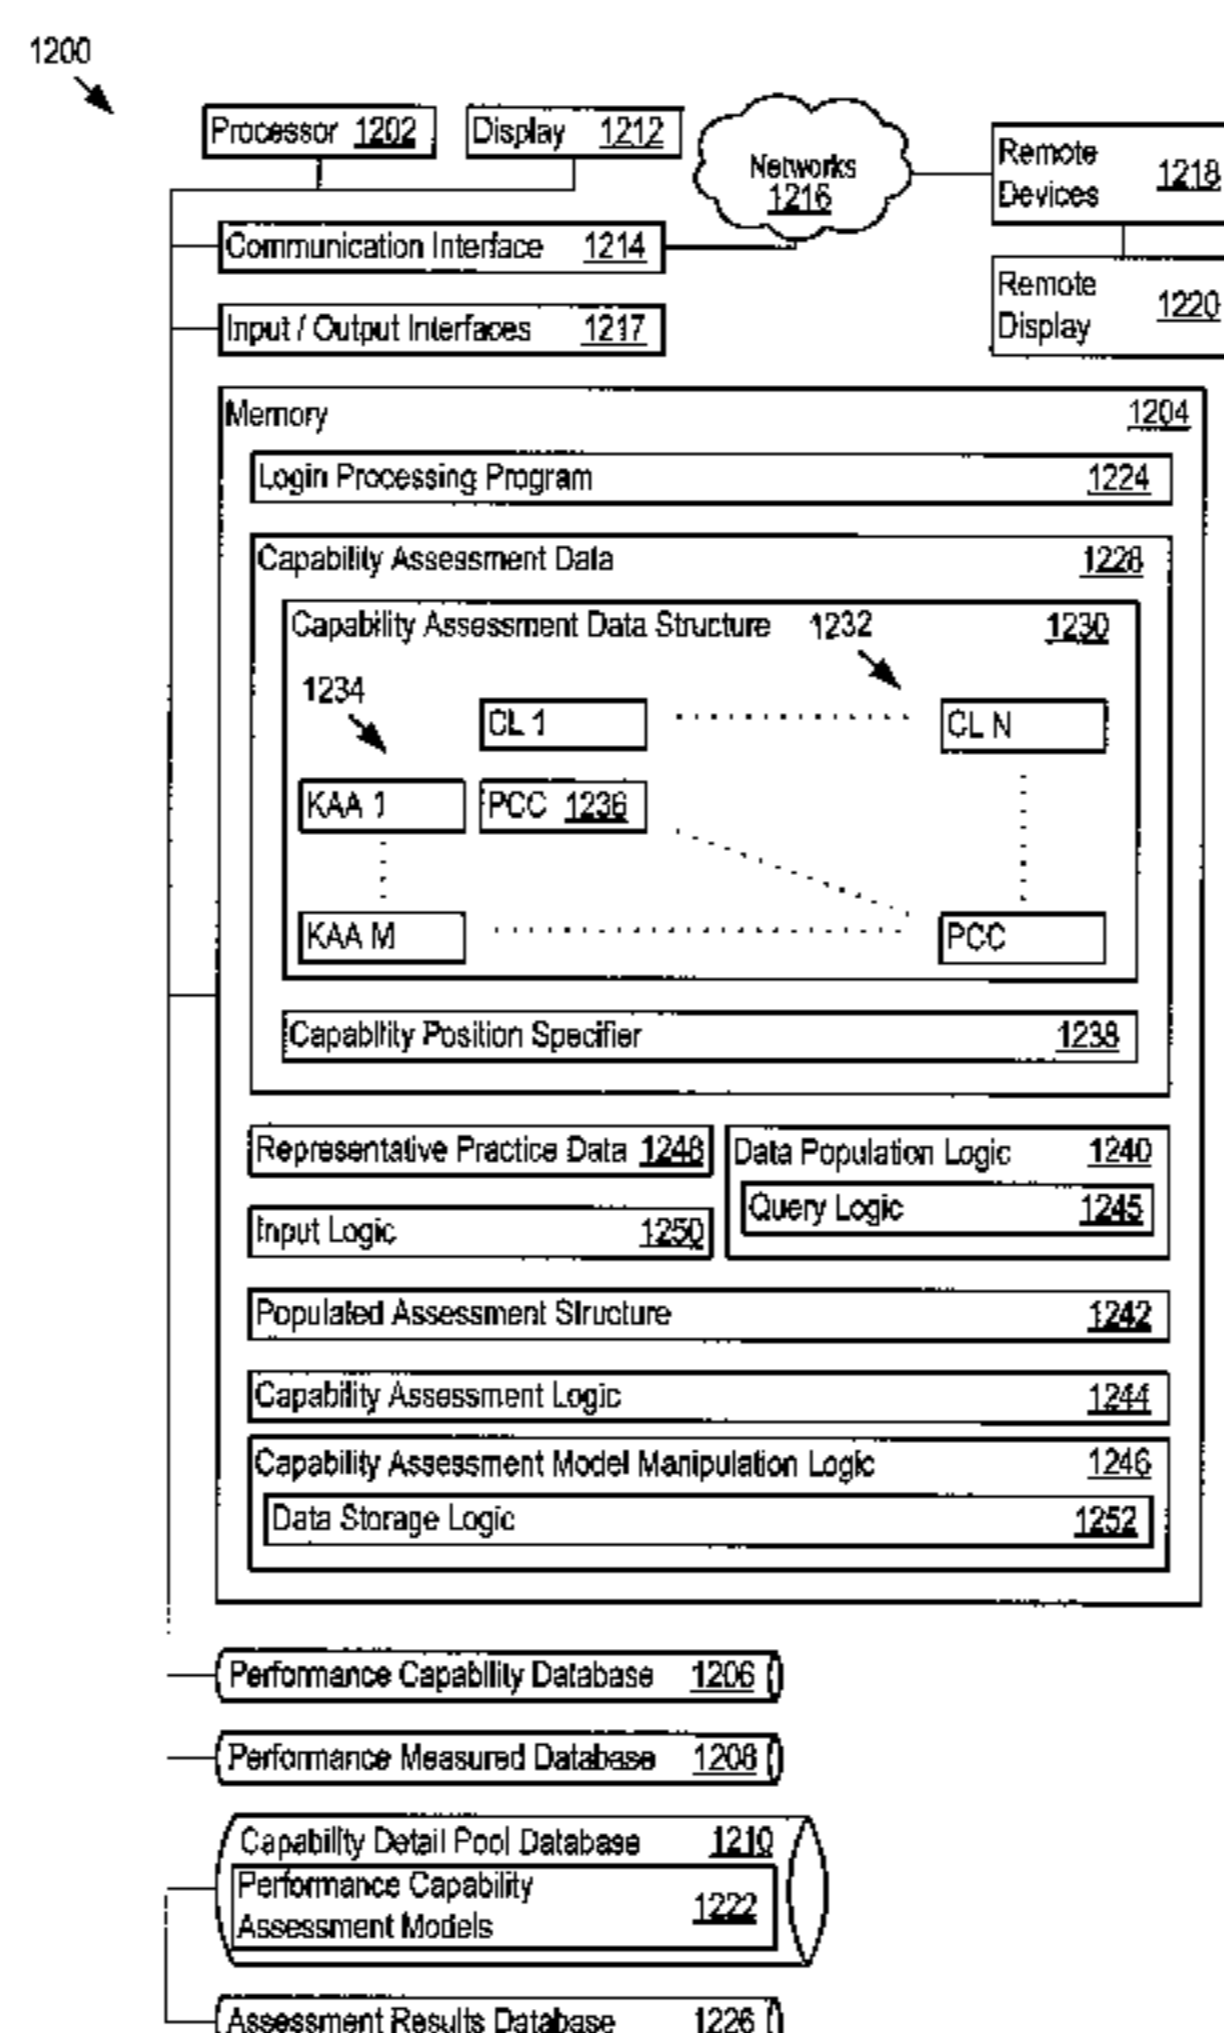 1200
Processor 1202
Display 1212
Networks
1216
Remote
Devices 1218
Communication Interface 1214
Input / Output Interfaces 1217
Remote
Display 1220
Memory 1204
Login Processing Program 1224
Capability Assessment Data 1228
Capability Assessment Data Structure 1232 1230
1234
CL 1 CL N
KAA 1 PCC 1236
KAA M PCC
Capability Position Specifier 1238
Representative Practice Data 1248
Data Population Logic 1240
Query Logic 1245
Input Logic 1250
Populated Assessment Structure 1242
Capability Assessment Logic 1244
Capability Assessment Model Manipulation Logic 1246
Data Storage Logic 1252
Performance Capability Database 1206
Performance Measured Database 1208
Capability Detail Pool Database 1210
Performance Capability
Assessment Models 1222
Assessment Results Database 1226